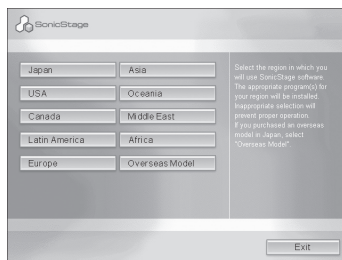 SonicStage
Japan
Asia
USA
Oceania
Canada
Middle East
Latin America
Africa
Europe
Overseas Model
Select the region in which you
will use SonicStage software.
The appropriate program(s) for
your region will be installed.
Inappropriate selection will
prevent proper operation.
If you purchased an overseas
model in Japan, select
"Overseas Model"
Exit